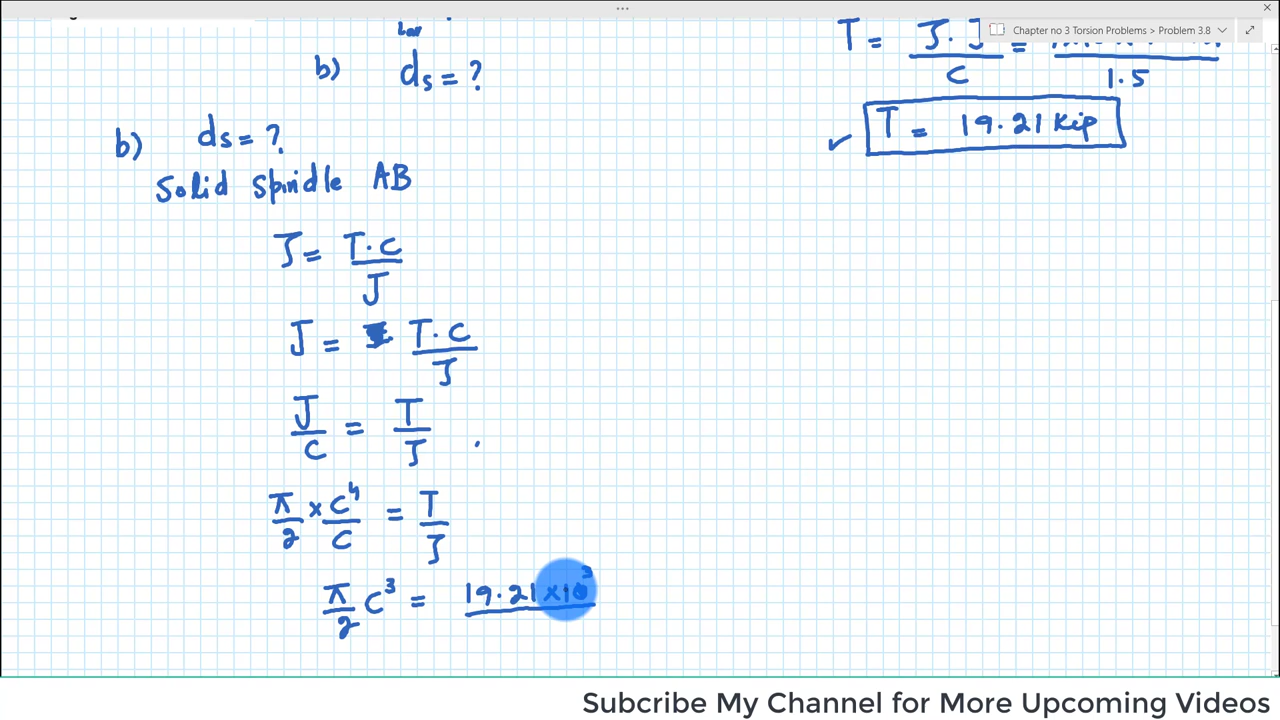 Chapter no 3 Torsion Problems > Problem 3.8
b) ds = ?
T = J =
C 1.5
T = 19.21 Kip
b) ds = ?
Solid Spindle AB
τ = T·C
J
J = T·C
τ
J = T
C τ
π × C⁴ = T
2 C τ
π C³ = 19.21 × 10³
2
Subcribe My Channel for More Upcoming Videos